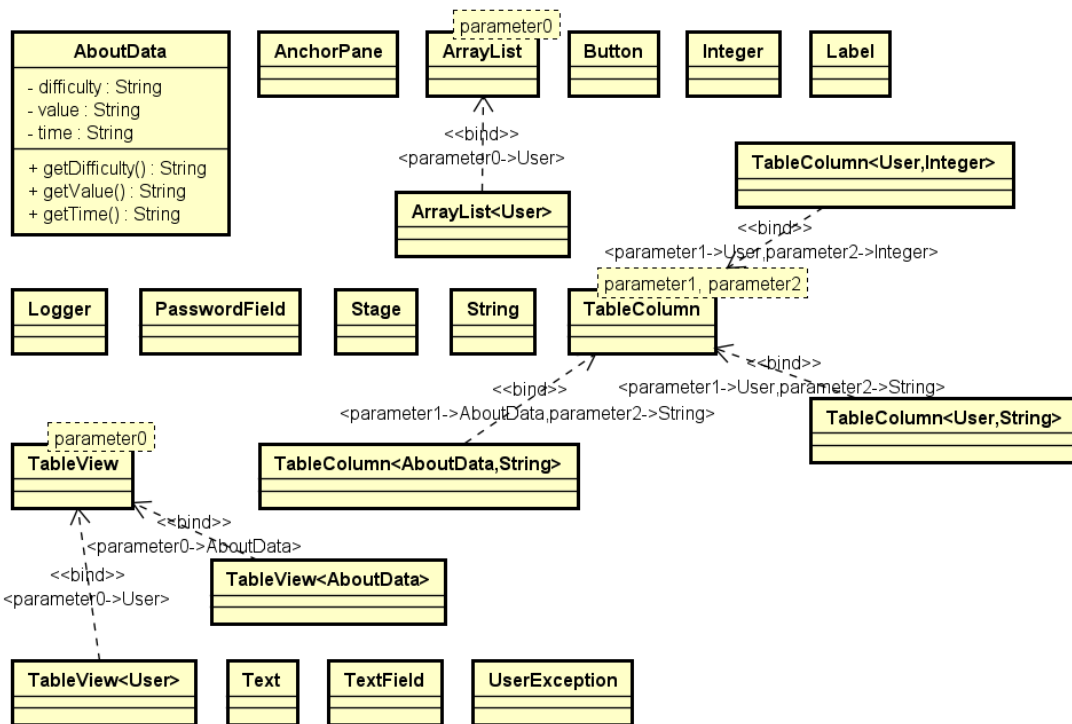 parameter0
AboutData
- difficulty : String
- value : String
- time : String
+ getDifficulty() : String
+ getValue() : String
+ getTime() : String
AnchorPane
ArrayList
Button
Integer
Label
<<bind>>
<parameter0->User>
ArrayList<User>
TableColumn<User,Integer>
<<bind>>
<parameter1->User,parameter2->Integer>
parameter1, parameter2
Logger
PasswordField
Stage
String
TableColumn
<<bind>>
<parameter1->User,parameter2->String>
<<bind>>
<parameter1->AboutData,parameter2->String>
TableColumn<User,String>
parameter0
TableView
TableColumn<AboutData,String>
<<bind>>
<parameter0->AboutData>
<<bind>>
<parameter0->User>
TableView<AboutData>
TableView<User>
Text
TextField
UserException